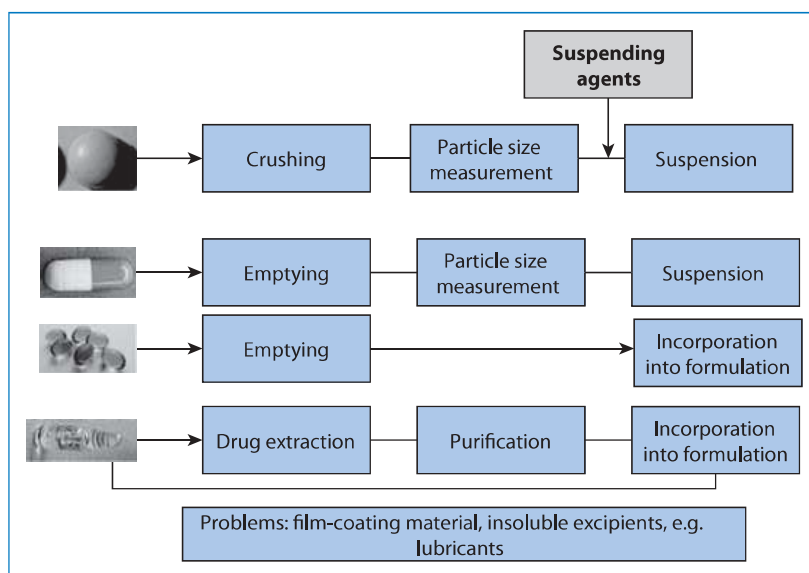 Suspending
agents
Crushing
Particle size
measurement
Suspension
Emptying
Particle size
measurement
Suspension
Emptying
Incorporation
into formulation
Drug extraction
Purification
Incorporation
into formulation
Problems: film-coating material, insoluble excipients, e.g.
lubricants